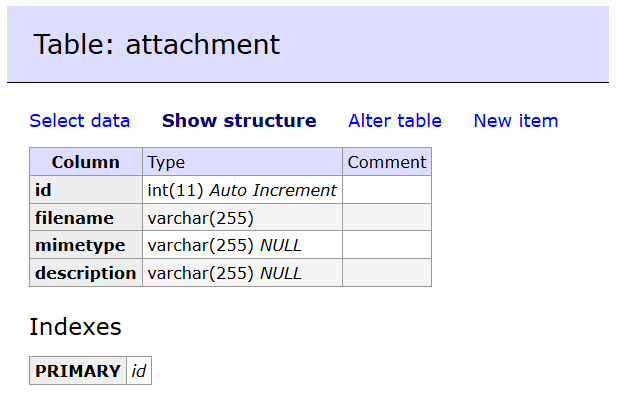 Table: attachment
Select data Show structure Alter table New item
Column Type Comment
id int(11) Auto Increment
filename varchar(255)
mimetype varchar(255) NULL
description varchar(255) NULL
Indexes
PRIMARY id